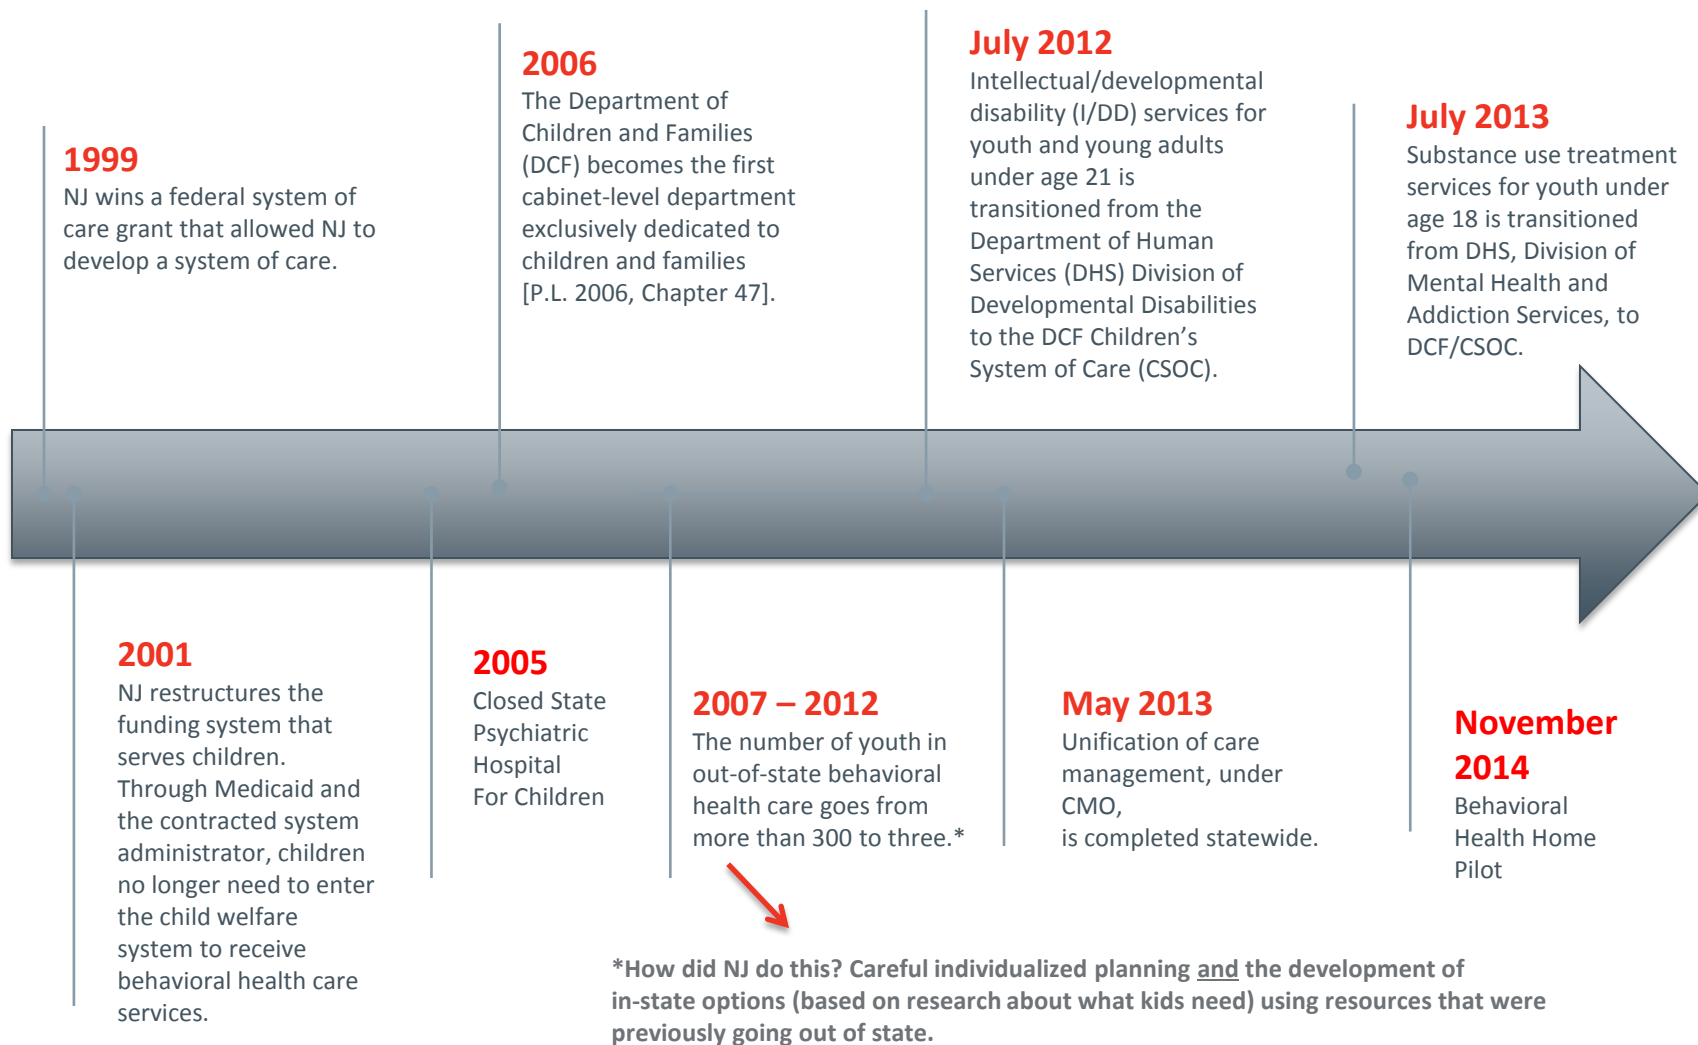 1999
NJ wins a federal system of
care grant that allowed NJ to
develop a system of care.
2006
The Department of
Children and Families
(DCF) becomes the first
cabinet-level department
exclusively dedicated to
children and families
[P.L. 2006, Chapter 47].
July 2012
Intellectual/developmental
disability (I/DD) services for
youth and young adults
under age 21 is
transitioned from the
Department of Human
Services (DHS) Division of
Developmental Disabilities
to the DCF Children’s
System of Care (CSOC).
July 2013
Substance use treatment
services for youth under
age 18 is transitioned
from DHS, Division of
Mental Health and
Addiction Services, to
DCF/CSOC.
2001
NJ restructures the
funding system that
serves children.
Through Medicaid and
the contracted system
administrator, children
no longer need to enter
the child welfare
system to receive
behavioral health care
services.
2005
Closed State
Psychiatric
Hospital
For Children
2007 – 2012
The number of youth in
out-of-state behavioral
health care goes from
more than 300 to three.*
May 2013
Unification of care
management, under
CMO,
is completed statewide.
November
2014
Behavioral
Health Home
Pilot
*How did NJ do this? Careful individualized planning and the development of
in-state options (based on research about what kids need) using resources that were
previously going out of state.